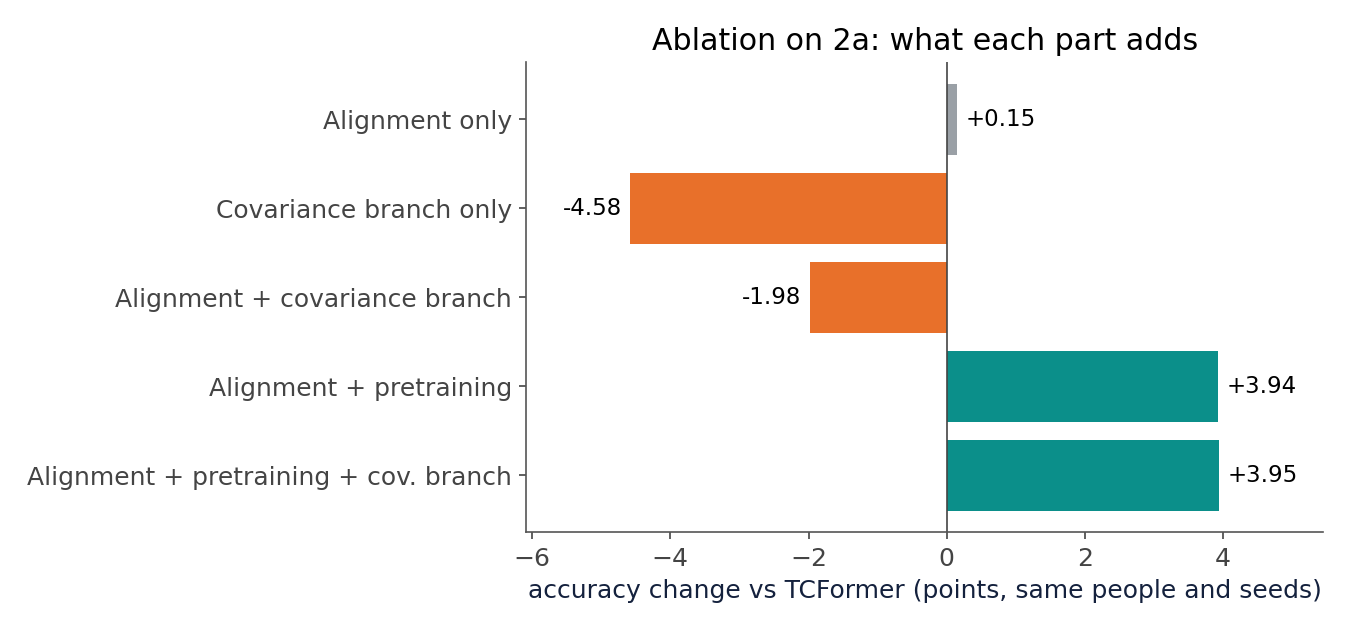 Ablation on 2a: what each part adds
Alignment only
+0.15
Covariance branch only
-4.58
Alignment + covariance branch
-1.98
Alignment + pretraining
+3.94
Alignment + pretraining + cov. branch
+3.95
−6 −4 −2 0 2 4
accuracy change vs TCFormer (points, same people and seeds)